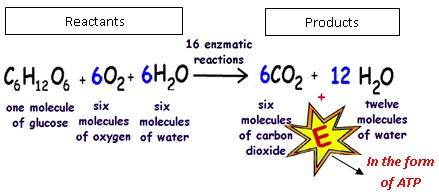 Reactants
Products
16 enzmatic
reactions
C6H12O6 + 6O2 + 6H2O → 6CO2 + 12 H2O
one molecule
of glucose
six
molecules
of oxygen
six
molecules
of water
six
molecules
of carbon
dioxide
+
E
twelve
molecules
of water
In the form
of ATP